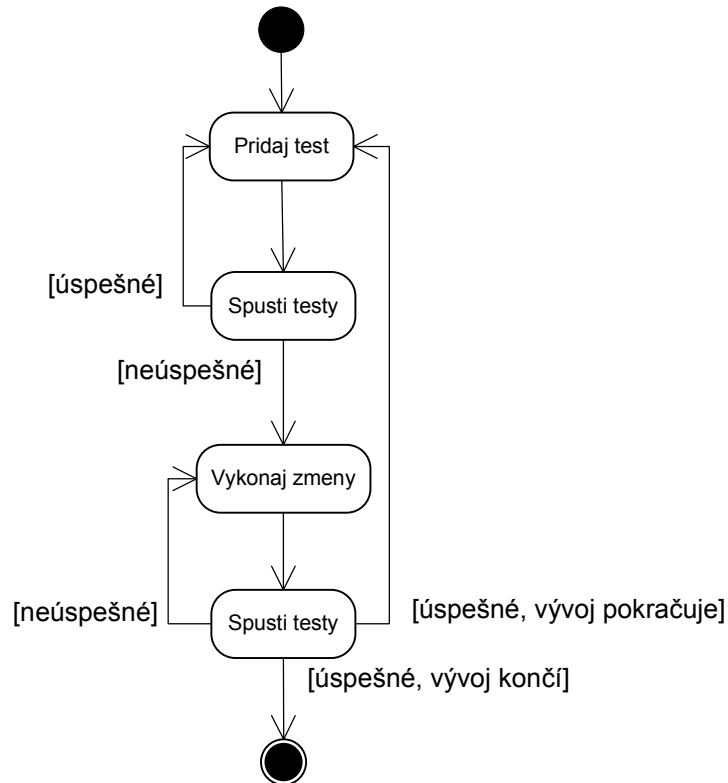 Pridaj test
[úspešné]
Spusti testy
[neúspešné]
Vykonaj zmeny
[neúspešné]
Spusti testy
[úspešné, vývoj pokračuje]
[úspešné, vývoj končí]